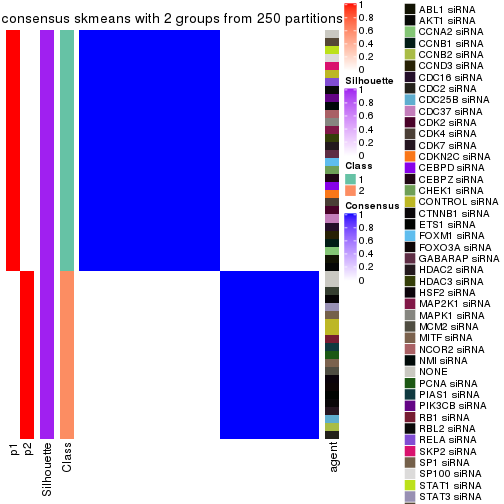 consensus skmeans with 2 groups from 250 partitions
1
0.8
0.6
0.4
0.2
0
Silhouette
1
0.8
0.6
0.4
0.2
0
Class
1
2
Consensus
1
0.8
0.6
0.4
0.2
0
p1
p2
Silhouette
Class
agent
ABL1 siRNA
AKT1 siRNA
CCNA2 siRNA
CCNB1 siRNA
CCNB2 siRNA
CCND3 siRNA
CDC16 siRNA
CDC2 siRNA
CDC25B siRNA
CDC37 siRNA
CDK2 siRNA
CDK4 siRNA
CDK7 siRNA
CDKN2C siRNA
CEBPD siRNA
CEBPZ siRNA
CHEK1 siRNA
CONTROL siRNA
CTNNB1 siRNA
ETS1 siRNA
FOXM1 siRNA
FOXO3A siRNA
GABARAP siRNA
HDAC2 siRNA
HDAC3 siRNA
HSF2 siRNA
MAP2K1 siRNA
MAPK1 siRNA
MCM2 siRNA
MITF siRNA
NCOR2 siRNA
NMI siRNA
NONE
PCNA siRNA
PIAS1 siRNA
PIK3CB siRNA
RB1 siRNA
RBL2 siRNA
RELA siRNA
SKP2 siRNA
SP1 siRNA
SP100 siRNA
STAT1 siRNA
STAT3 siRNA